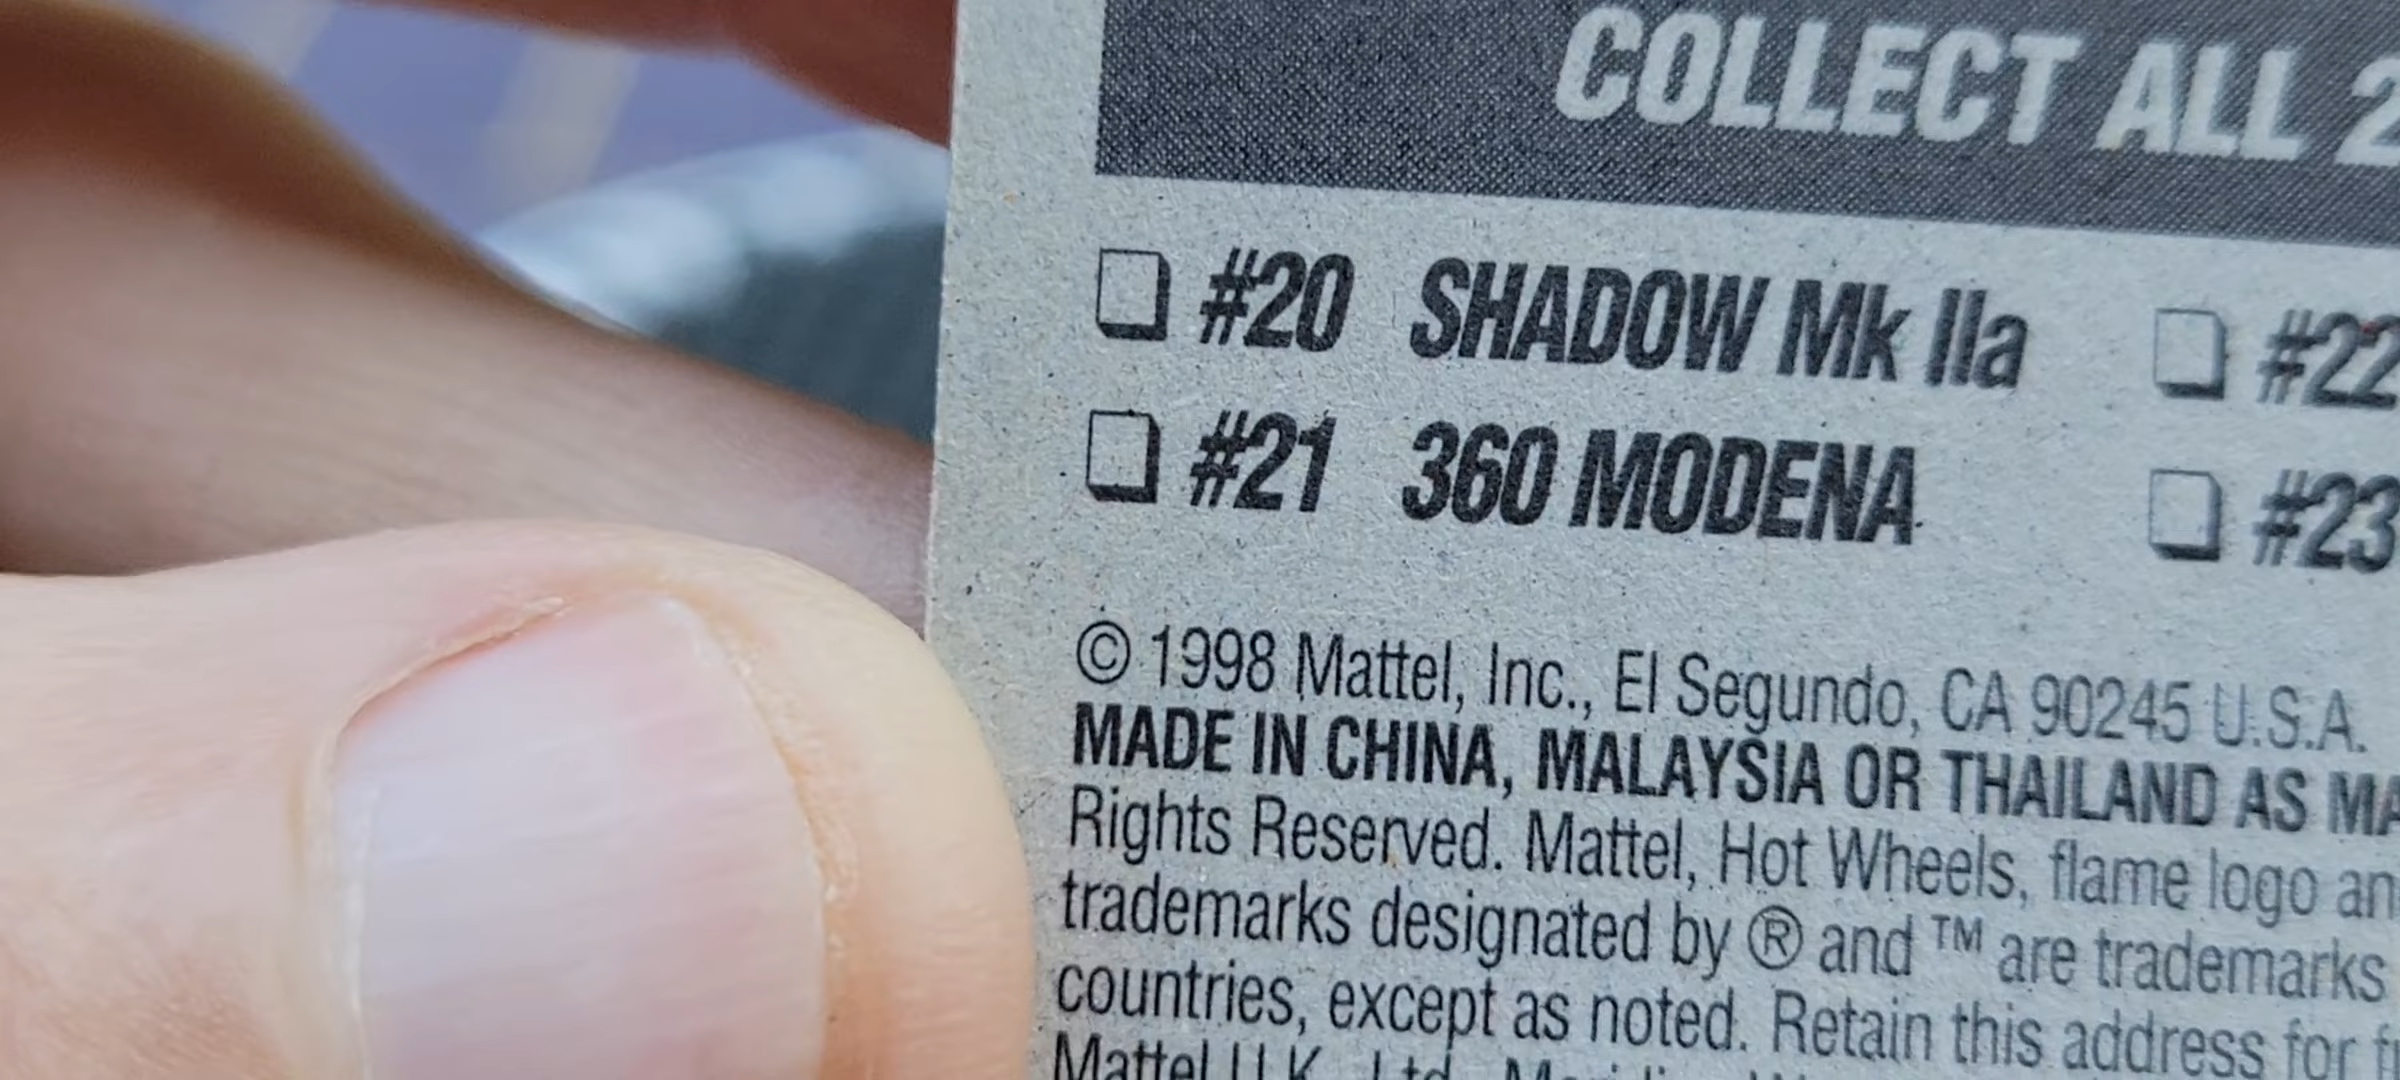 COLLECT ALL 2
#20 SHADOW Mk IIa #22
#21 360 MODENA #23
© 1998 Mattel, Inc., El Segundo, CA 90245 U.S.A.
MADE IN CHINA, MALAYSIA OR THAILAND AS MA
Rights Reserved. Mattel, Hot Wheels, flame logo an
trademarks designated by ® and ™ are trademarks
countries, except as noted. Retain this address for f
Mattel U.K. Ltd.